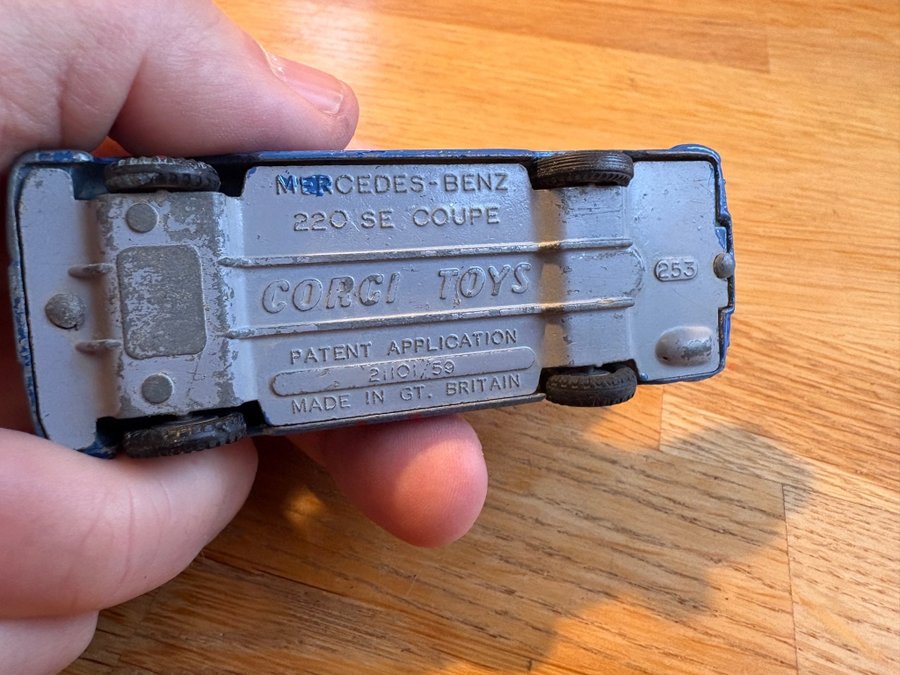 MERCEDES-BENZ
220 SE COUPE
CORGI TOYS
253
PATENT APPLICATION
21101/59
MADE IN GT. BRITAIN